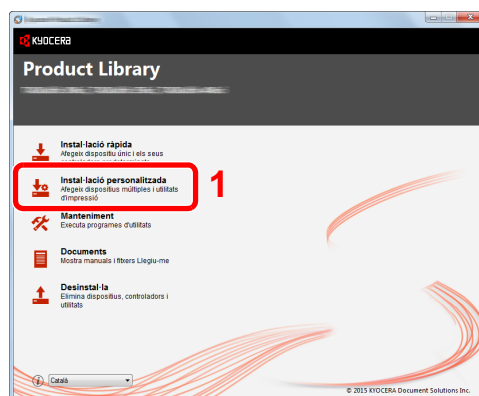 KYOCERA
Product Library
Instal·lació ràpida
Afegeix dispositiu únic i els seus
Instal·lació personalitzada
Afegeix dispositius múltiples i utilitats
d'impressió
1
Manteniment
Executa programes d'utilitats
Documents
Mostra manuals i fitxers Llegiu-me
Desinstal·la
Elimina dispositius, controladors i
utilitats
i
Català
© 2015 KYOCERA Document Solutions Inc.